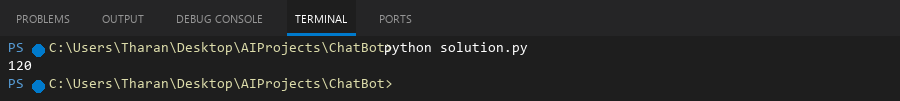 PROBLEMS OUTPUT DEBUG CONSOLE TERMINAL PORTS
PS C:\Users\Tharan\Desktop\AIProjects\ChatBot>python solution.py
120
PS C:\Users\Tharan\Desktop\AIProjects\ChatBot>